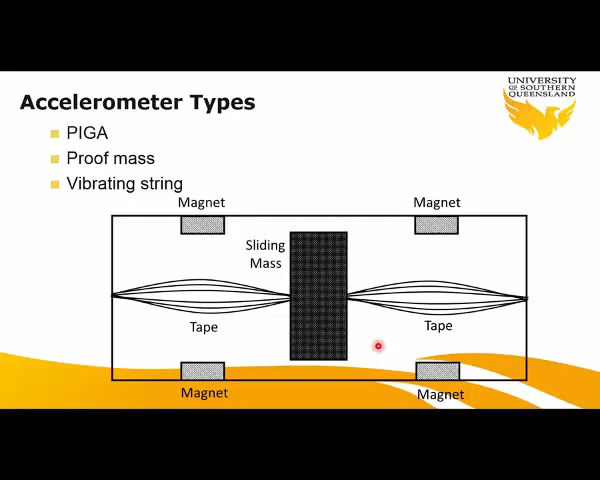 UNIVERSITY
OF SOUTHERN
QUEENSLAND
Accelerometer Types
PIGA
Proof mass
Vibrating string
Magnet
Magnet
Sliding
Mass
Tape
Tape
Magnet
Magnet